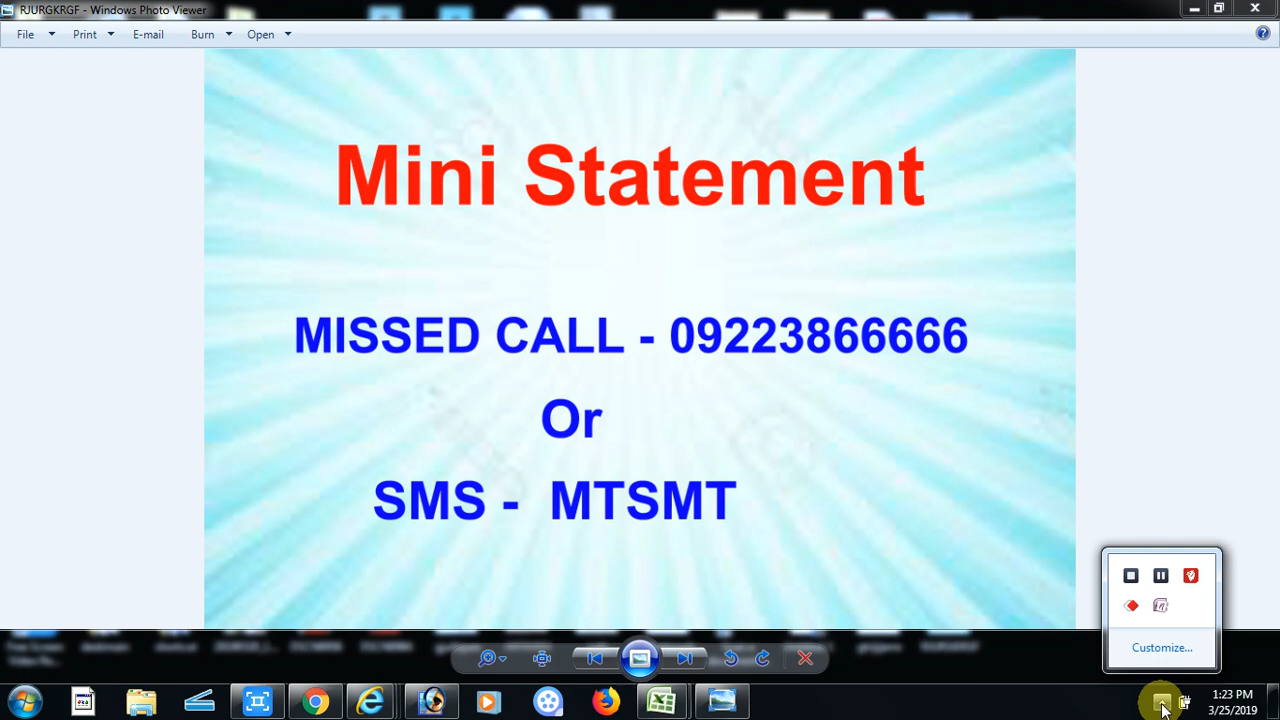 RJURGKRGF - Windows Photo Viewer
File Print E-mail Burn Open
Mini Statement
MISSED CALL - 09223866666
Or
SMS - MTSMT
Customize...
1:23 PM
3/25/2019